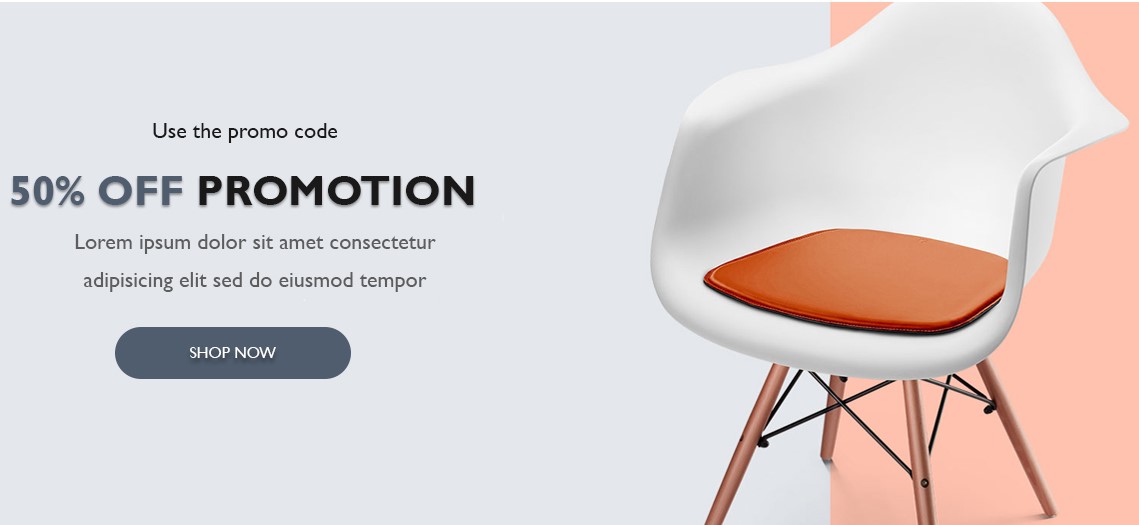 Use the promo code
50% OFF PROMOTION
Lorem ipsum dolor sit amet consectetur
adipisicing elit sed do eiusmod tempor
SHOP NOW